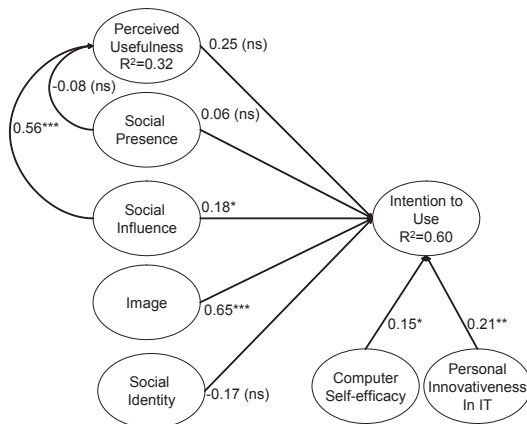 Perceived
Usefulness
R²=0.32
0.25 (ns)
-0.08 (ns)
0.06 (ns)
Social
Presence
0.56***
Social
Influence
0.18*
Intention to
Use
R²=0.60
Image
0.65***
0.15*
0.21**
Social
Identity
-0.17 (ns)
Computer
Self-efficacy
Personal
Innovativeness
In IT